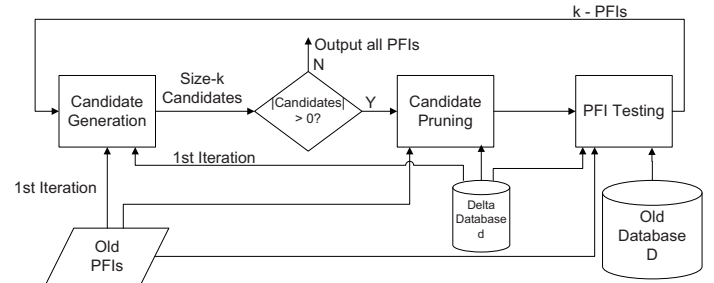 k - PFIs
Output all PFIs
N
Size-k
Candidates
Candidate
Generation
|Candidates|
> 0?
Y
Candidate
Pruning
PFI Testing
1st Iteration
1st Iteration
Delta
Database
d
Old
Database
D
Old
PFIs